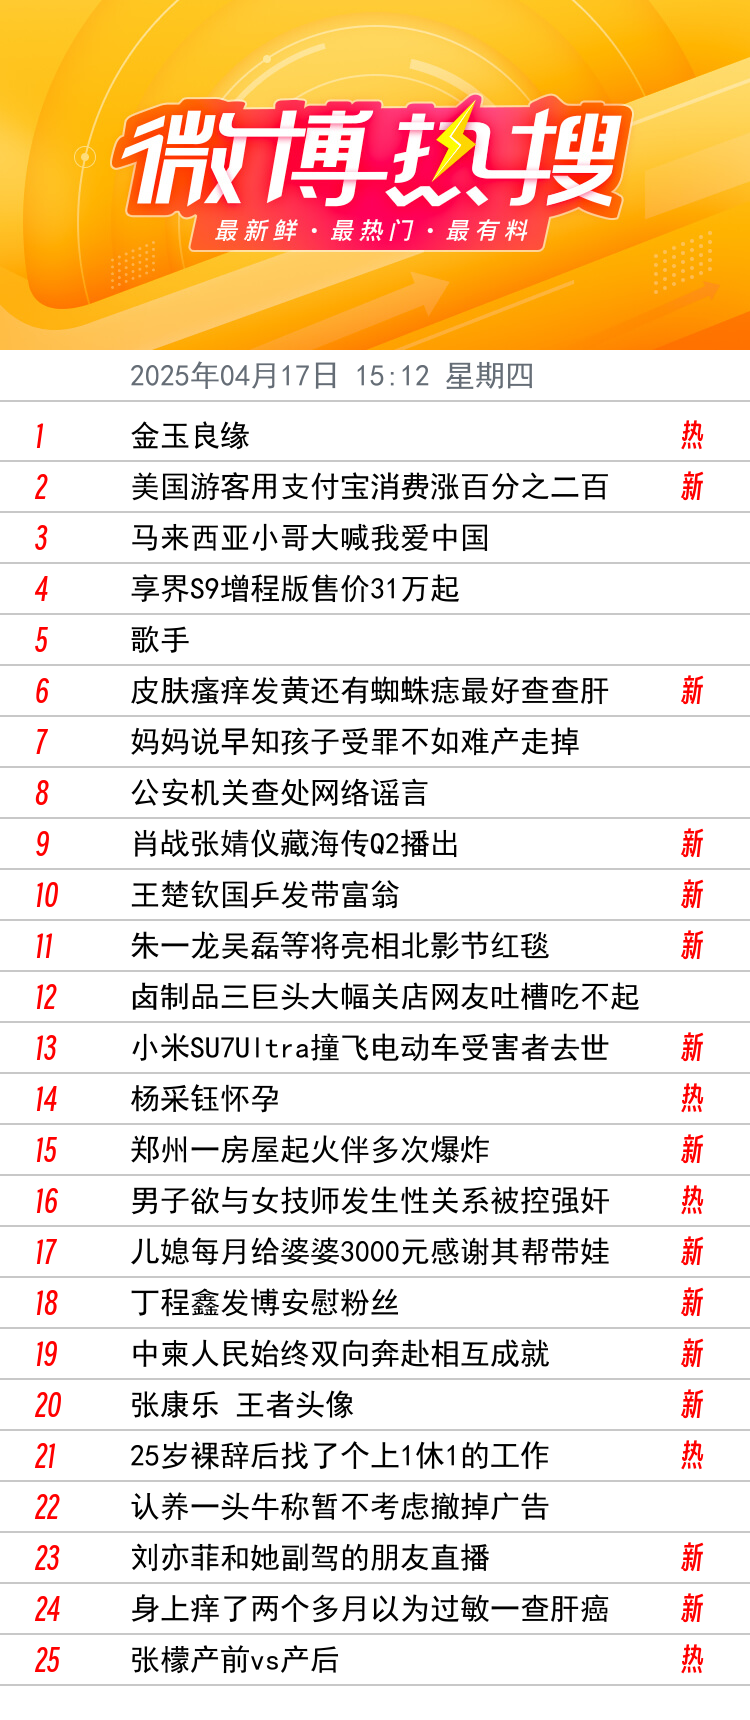 微博热搜
最新鲜·最热门·最有料
2025年04月17日 15:12 星期四
1 金玉良缘 热
2 美国游客用支付宝消费涨百分之二百 新
3 马来西亚小哥大喊我爱中国
4 享界S9增程版售价31万起
5 歌手
6 皮肤瘙痒发黄还有蜘蛛痣最好查查肝 新
7 妈妈说早知孩子受罪不如难产走掉
8 公安机关查处网络谣言
9 肖战张婧仪藏海传Q2播出 新
10 王楚钦国乒发带富翁 新
11 朱一龙吴磊等将亮相北影节红毯 新
12 卤制品三巨头大幅关店网友吐槽吃不起
13 小米SU7Ultra撞飞电动车受害者去世 新
14 杨采钰怀孕 热
15 郑州一房屋起火伴多次爆炸 新
16 男子欲与女技师发生性关系被控强奸 热
17 儿媳每月给婆婆3000元感谢其帮带娃 新
18 丁程鑫发博安慰粉丝 新
19 中柬人民始终双向奔赴相互成就 新
20 张康乐 王者头像 新
21 25岁裸辞后找了个上1休1的工作 热
22 认养一头牛称暂不考虑撤掉广告
23 刘亦菲和她副驾的朋友直播 新
24 身上痒了两个多月以为过敏一查肝癌 新
25 张檬产前vs产后 热